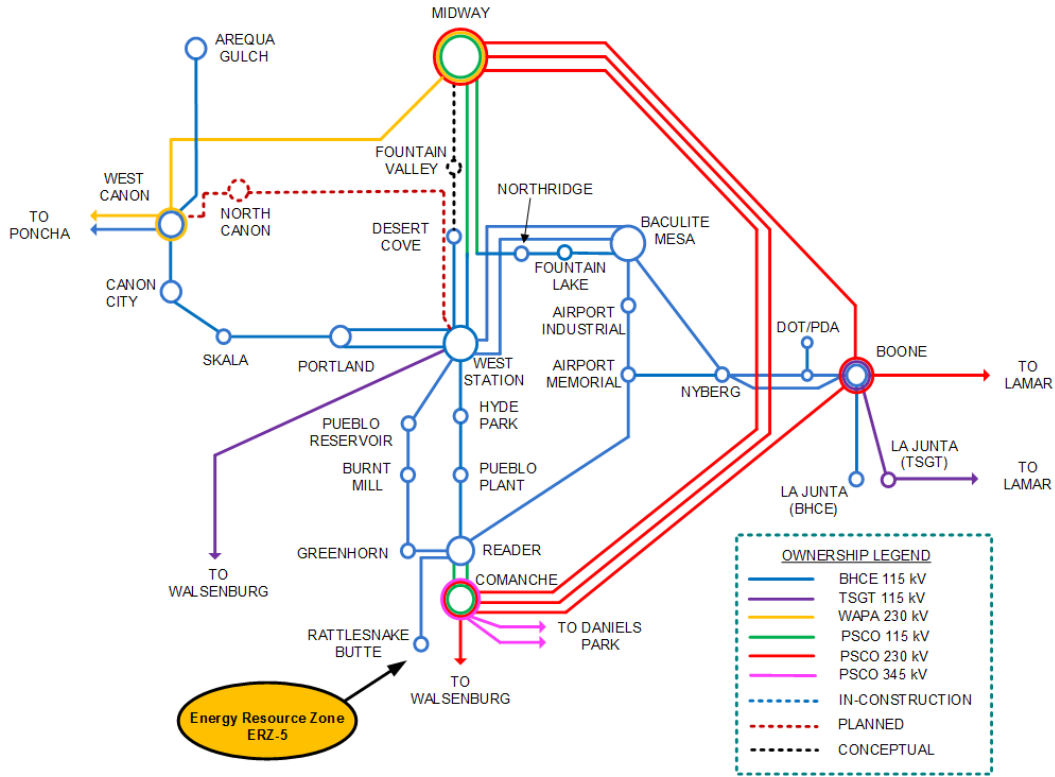 MIDWAY
AREQUA
GULCH
FOUNTAIN
VALLEY
WEST
CANON
NORTHRIDGE
NORTH
CANON
TO
PONCHA
DESERT
COVE
BACULITE
MESA
FOUNTAIN
LAKE
CANON
CITY
AIRPORT
INDUSTRIAL
DOT/PDA
SKALA
PORTLAND
WEST
STATION
AIRPORT
MEMORIAL
NYBERG
BOONE
TO
LAMAR
HYDE
PARK
PUEBLO
RESERVOIR
LA JUNTA
(TSGT)
BURNT
MILL
PUEBLO
PLANT
TO
LAMAR
LA JUNTA
(BHCE)
GREENHORN
READER
COMANCHE
TO
WALSENBURG
RATTLESNAKE
BUTTE
TO DANIELS
PARK
TO
WALSENBURG
Energy Resource Zone
ERZ-5
OWNERSHIP LEGEND
BHCE 115 kV
TSGT 115 kV
WAPA 230 kV
PSCO 115 kV
PSCO 230 kV
PSCO 345 kV
IN-CONSTRUCTION
PLANNED
CONCEPTUAL